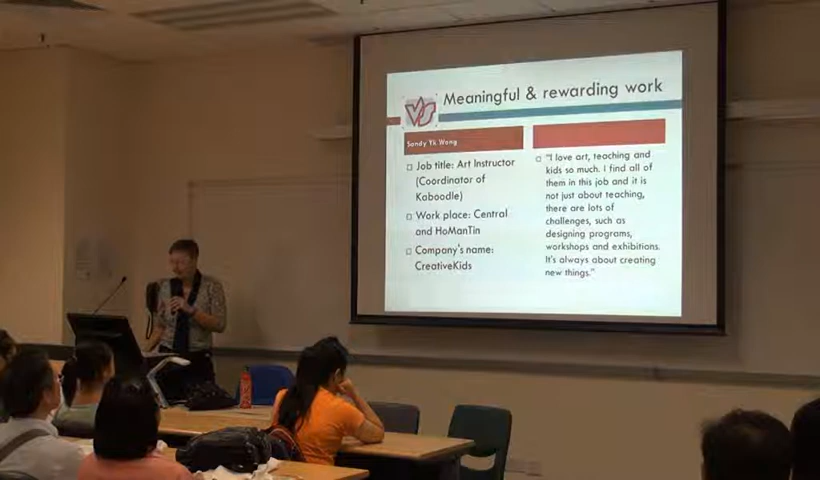 Meaningful & rewarding work
VS
Sandy Yk Wong
Job title: Art Instructor
(Coordinator of
Kaboodle)
Work place: Central
and HoManTin
Company's name:
CreativeKids
"I love art, teaching and
kids so much. I find all of
them in this job and it is
not just about teaching,
there are lots of
challenges, such as
designing programs,
workshops and exhibitions.
It's always about creating
new things."